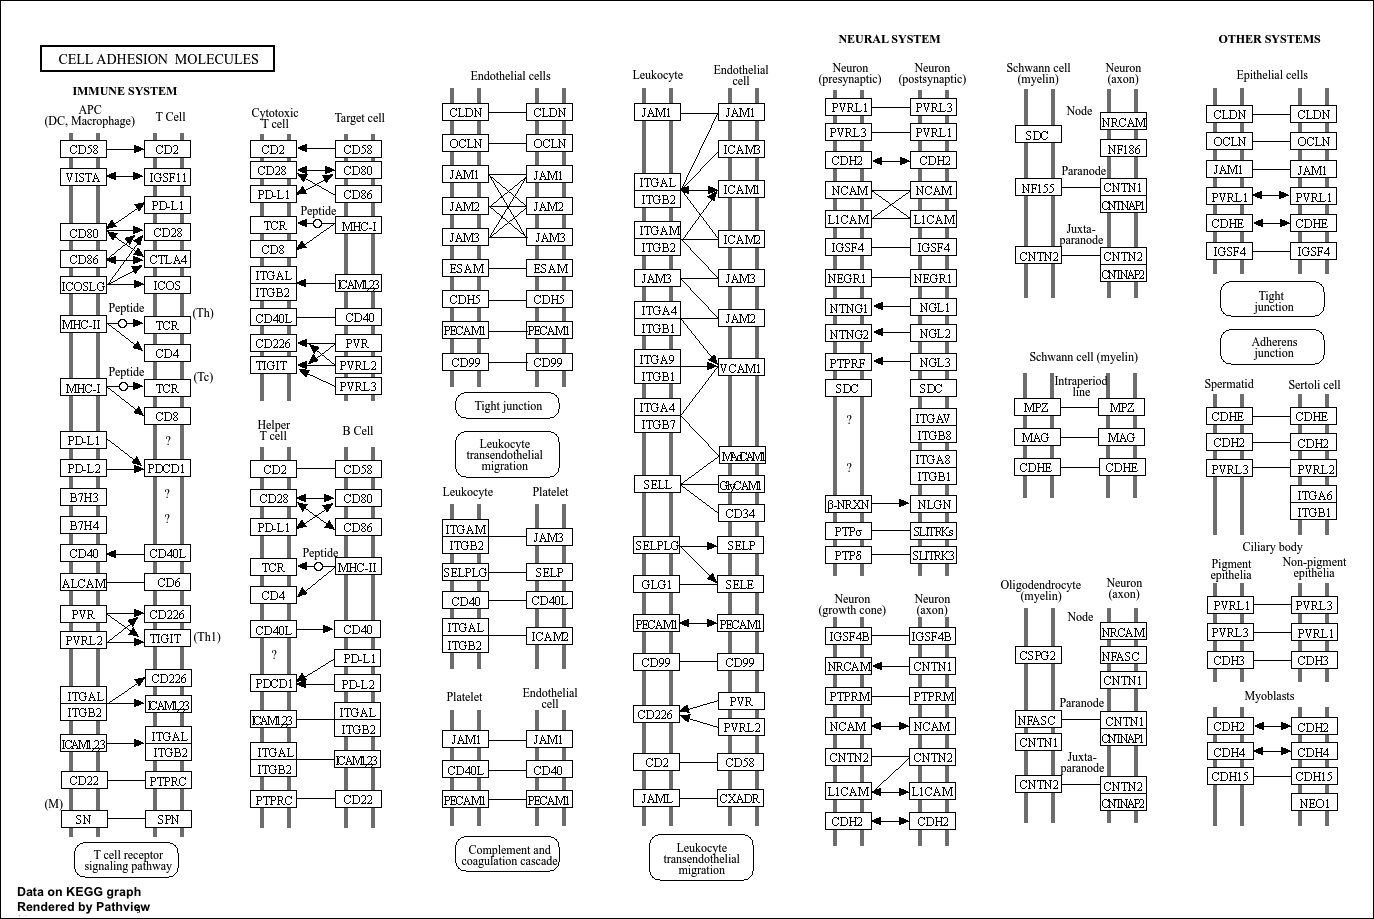 CELL ADHESION MOLECULES
IMMUNE SYSTEM
APC
(DC, Macrophage)
T Cell
CD58
CD2
VISTA
IGSF11
PD-L1
CD80
CD28
CD86
CTLA4
ICOSLG
ICOS
Peptide
(Th)
MHC-II
TCR
CD4
Peptide
(Tc)
MHC-I
TCR
CD8
PD-L1
?
PD-L2
PDCD1
B7H3
?
B7H4
?
CD40
CD40L
ALCAM
CD6
PVR
CD226
PVRL2
TIGIT
(Th1)
CD226
ITGAL
ITGB2
ICAM1,23
ICAM1,23
ITGAL
ITGB2
CD22
PTPRC
(M)
SN
SPN
T cell receptor
signaling pathway
Cytotoxic
T cell
Target cell
CD2
CD58
CD28
CD80
PD-L1
CD86
Peptide
TCR
MHC-I
CD8
ITGAL
ITGB2
ICAM1,23
CD40L
CD40
CD226
PVR
TIGIT
PVRL2
PVRL3
Helper
T cell
B Cell
CD2
CD58
CD28
CD80
PD-L1
CD86
Peptide
TCR
MHC-II
CD4
CD40L
CD40
?
PD-L1
PDCD1
PD-L2
ICAM1,23
ITGAL
ITGB2
ITGAL
ITGB2
ICAM1,23
PTPRC
CD22
Endothelial cells
CLDN
CLDN
OCLN
OCLN
JAM1
JAM1
JAM2
JAM2
JAM3
JAM3
ESAM
ESAM
CDH5
CDH5
PECAM1
PECAM1
CD99
CD99
Tight junction
Leukocyte
transendothelial
migration
Leukocyte
Platelet
ITGAM
ITGB2
JAM3
SELPLG
SELP
CD40
CD40L
ITGAL
ITGB2
ICAM2
Platelet
Endothelial
cell
JAM1
JAM1
CD40L
CD40
PECAM1
PECAM1
Complement and
coagulation cascade
Leukocyte
Endothelial
cell
JAM1
JAM1
ICAM3
ITGAL
ITGB2
ICAM1
ITGAM
ITGB2
ICAM2
JAM3
JAM3
ITGA4
ITGB1
JAM2
ITGA9
ITGB1
VCAM1
ITGA4
ITGB7
MAdCAM1
SELL
GlyCAM1
CD34
SELPLG
SELP
GLG1
SELE
PECAM1
PECAM1
CD99
CD99
PVR
CD226
PVRL2
CD2
CD58
JAML
CXADR
Leukocyte
transendothelial
migration
NEURAL SYSTEM
Neuron
(presynaptic)
Neuron
(postsynaptic)
PVRL1
PVRL3
PVRL3
PVRL1
CDH2
CDH2
NCAM
NCAM
L1CAM
L1CAM
IGSF4
IGSF4
NEGR1
NEGR1
NTNG1
NGL1
NTNG2
NGL2
PTPRF
NGL3
SDC
SDC
?
ITGAV
ITGB8
?
ITGA8
ITGB1
β-NRXN
NLGN
PTPσ
SLITRKs
PTPδ
SLITRK3
Neuron
(growth cone)
Neuron
(axon)
IGSF4B
IGSF4B
NRCAM
CNTN1
PTPRM
PTPRM
NCAM
NCAM
CNTN2
CNTN2
L1CAM
L1CAM
CDH2
CDH2
Schwann cell
(myelin)
Neuron
(axon)
Node
NRCAM
SDC
NF186
Paranode
NF155
CNTN1
CNTNAP1
Juxta-
paranode
CNTN2
CNTN2
CNTNAP2
Schwann cell (myelin)
Intraperiod
line
MPZ
MPZ
MAG
MAG
CDHE
CDHE
Oligodendrocyte
(myelin)
Neuron
(axon)
Node
NRCAM
CSPG2
NFASC
CNTN1
Paranode
NFASC
CNTN1
CNTNAP1
CNTN1
Juxta-
paranode
CNTN2
CNTN2
CNTNAP2
OTHER SYSTEMS
Epithelial cells
CLDN
CLDN
OCLN
OCLN
JAM1
JAM1
PVRL1
PVRL1
CDHE
CDHE
IGSF4
IGSF4
Tight
junction
Adherens
junction
Spermatid
Sertoli cell
CDHE
CDHE
CDH2
CDH2
PVRL3
PVRL2
ITGA6
ITGB1
Ciliary body
Pigment
epithelia
Non-pigment
epithelia
PVRL1
PVRL3
PVRL3
PVRL1
CDH3
CDH3
Myoblasts
CDH2
CDH2
CDH4
CDH4
CDH15
CDH15
NEO1
Data on KEGG graph
Rendered by Pathview